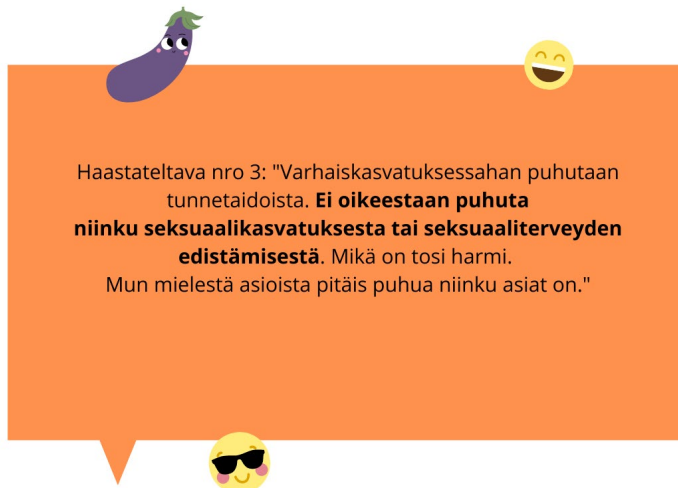 Haastateltava nro 3: "Varhaiskasvatuksessahan puhutaan
tunnetaidoista. Ei oikeestaan puhuta
niinku seksuaalikasvatuksesta tai seksuaaliterveyden
edistämisestä. Mikä on tosi harmi.
Mun mielestä asioista pitäis puhua niinku asiat on."